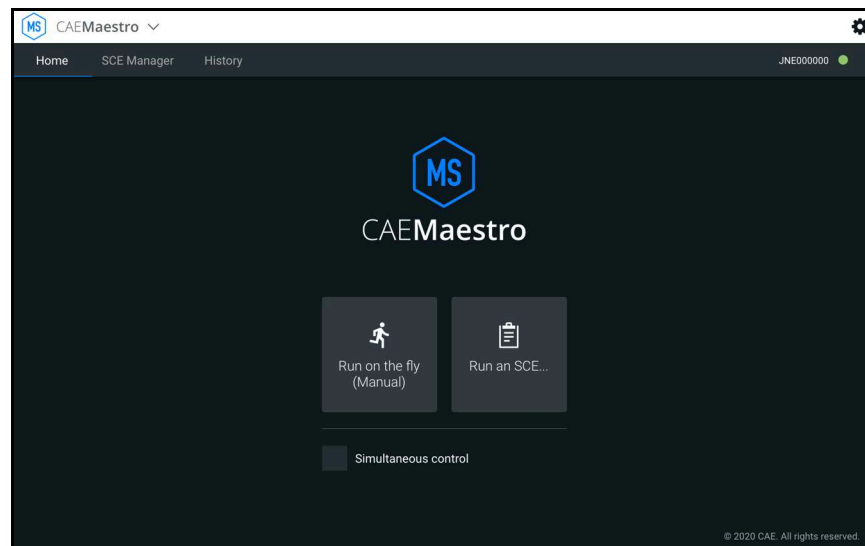 MS CAEMaestro
Home SCE Manager History JNE000000
MS
CAEMaestro
Run on the fly
(Manual)
Run an SCE...
Simultaneous control
© 2020 CAE. All rights reserved.